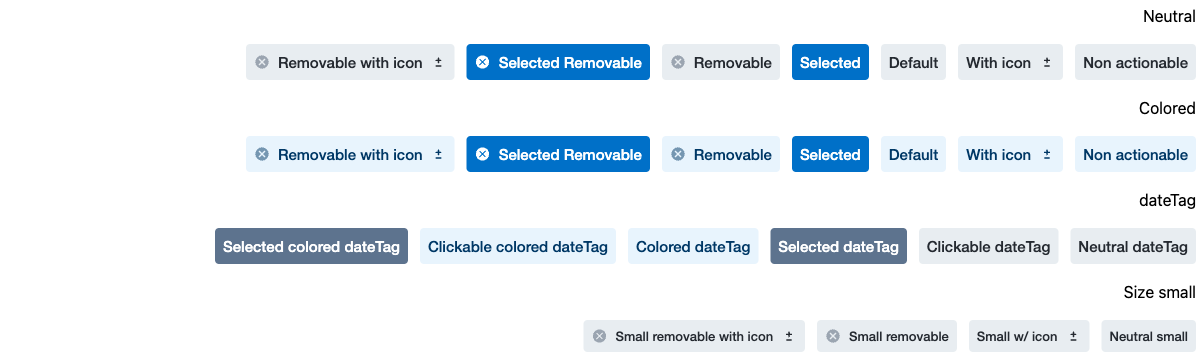 Neutral
Removable with icon Selected Removable Removable Selected Default With icon Non actionable
Colored
Removable with icon Selected Removable Removable Selected Default With icon Non actionable
dateTag
Selected colored dateTag Clickable colored dateTag Colored dateTag Selected dateTag Clickable dateTag Neutral dateTag
Size small
Small removable with icon Small removable Small w/ icon Neutral small